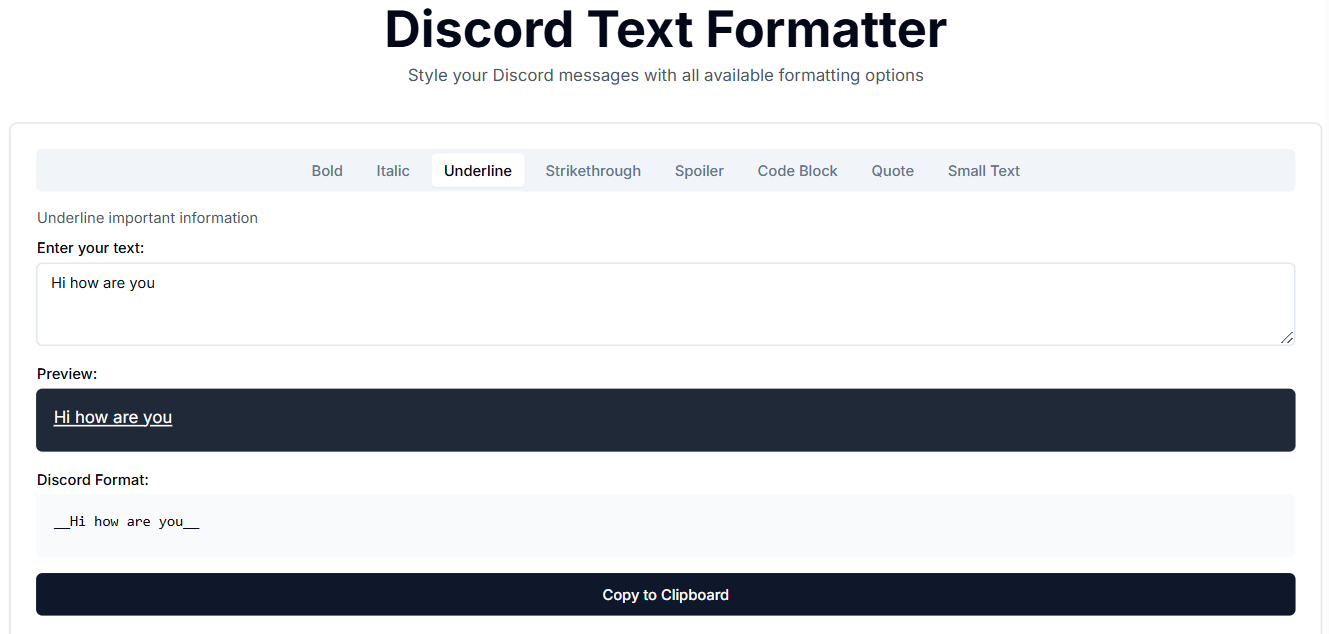 Discord Text Formatter
Style your Discord messages with all available formatting options
Bold Italic Underline Strikethrough Spoiler Code Block Quote Small Text
Underline important information
Enter your text:
Hi how are you
Preview:
Hi how are you
Discord Format:
__Hi how are you__
Copy to Clipboard